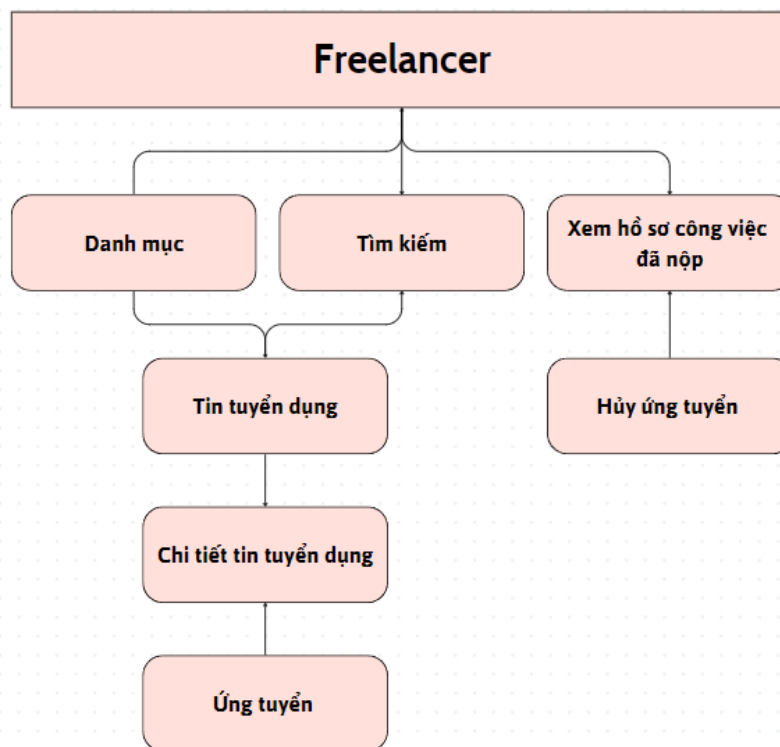 Freelancer
Danh mục
Tìm kiếm
Xem hồ sơ công việc
đã nộp
Tin tuyển dụng
Hủy ứng tuyển
Chi tiết tin tuyển dụng
Ứng tuyển